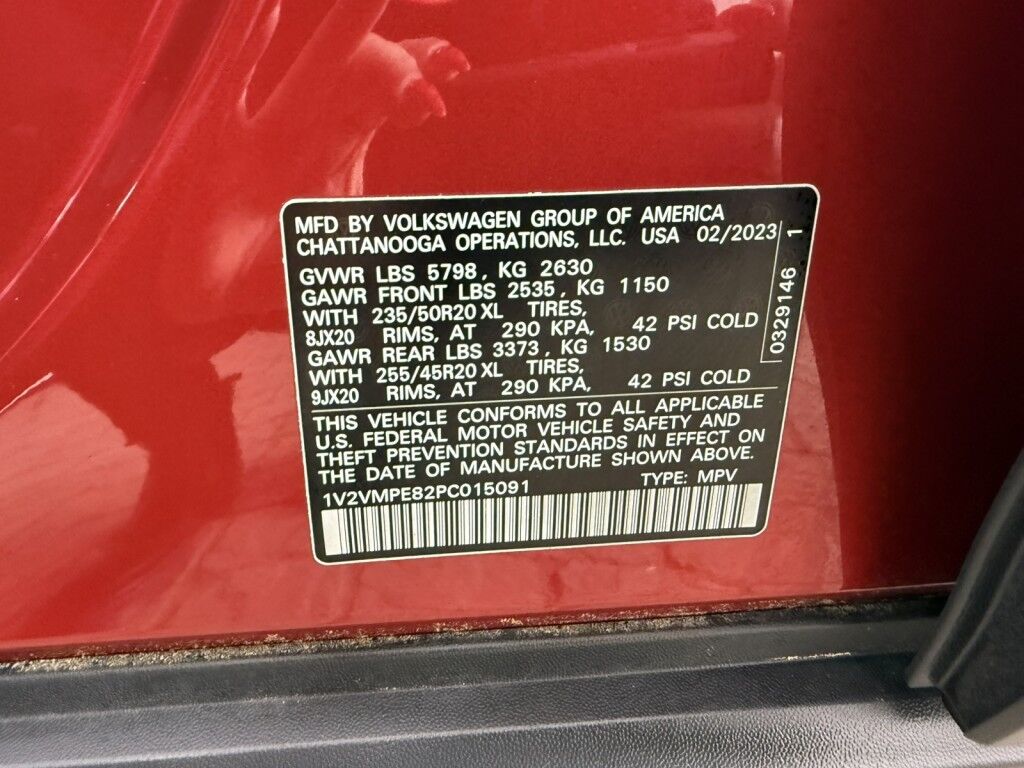 MFD BY VOLKSWAGEN GROUP OF AMERICA
CHATTANOOGA OPERATIONS, LLC. USA 02/2023
GVWR LBS 5798, KG 2630
GAWR FRONT LBS 2535, KG 1150
WITH 235/50R20 XL TIRES,
8JX20 RIMS, AT 290 KPA, 42 PSI COLD
GAWR REAR LBS 3373, KG 1530
WITH 255/45R20 XL TIRES,
9JX20 RIMS, AT 290 KPA, 42 PSI COLD
THIS VEHICLE CONFORMS TO ALL APPLICABLE
U.S. FEDERAL MOTOR VEHICLE SAFETY AND
THEFT PREVENTION STANDARDS IN EFFECT ON
THE DATE OF MANUFACTURE SHOWN ABOVE.
1V2VMPE82PC015091 TYPE: MPV
0329146 1